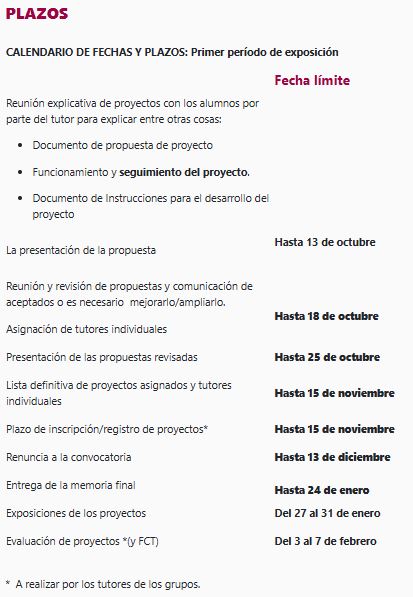 PLAZOS
CALENDARIO DE FECHAS Y PLAZOS: Primer período de exposición
Fecha límite
Reunión explicativa de proyectos con los alumnos por
parte del tutor para explicar entre otras cosas:
• Documento de propuesta de proyecto
• Funcionamiento y seguimiento del proyecto.
• Documento de Instrucciones para el desarrollo del
proyecto
La presentación de la propuesta
Hasta 13 de octubre
Reunión y revisión de propuestas y comunicación de
aceptados o es necesario mejorarlo/ampliarlo.
Hasta 18 de octubre
Asignación de tutores individuales
Presentación de las propuestas revisadas Hasta 25 de octubre
Lista definitiva de proyectos asignados y tutores
individuales
Hasta 15 de noviembre
Plazo de inscripción/registro de proyectos* Hasta 15 de noviembre
Renuncia a la convocatoria Hasta 13 de diciembre
Entrega de la memoria final Hasta 24 de enero
Exposiciones de los proyectos Del 27 al 31 de enero
Evaluación de proyectos *(y FCT) Del 3 al 7 de febrero
* A realizar por los tutores de los grupos.